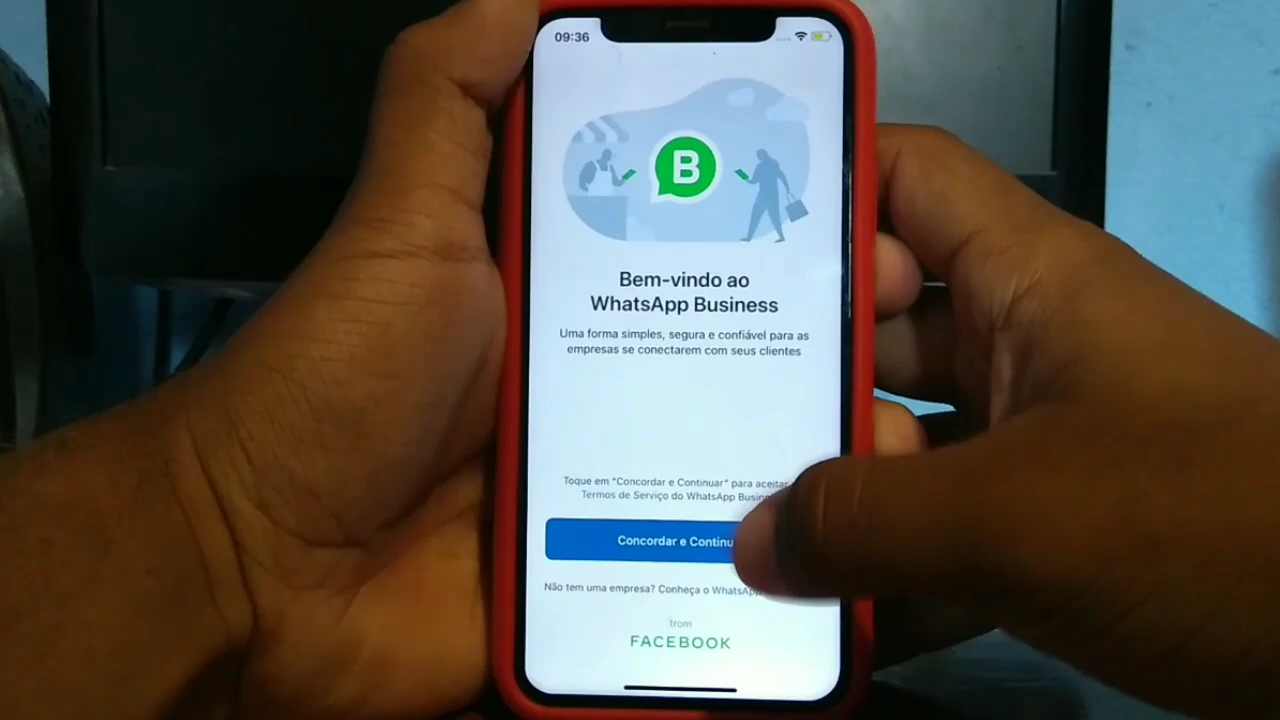 09:36
B
Bem-vindo ao
WhatsApp Business
Uma forma simples, segura e confiável para as
empresas se conectarem com seus clientes
Toque em "Concordar e Continuar" para aceitar
Termos de Serviço do WhatsApp
Concordar e
Não tem uma empresa? Conheça o WhatsApp
from
FACEBOOK